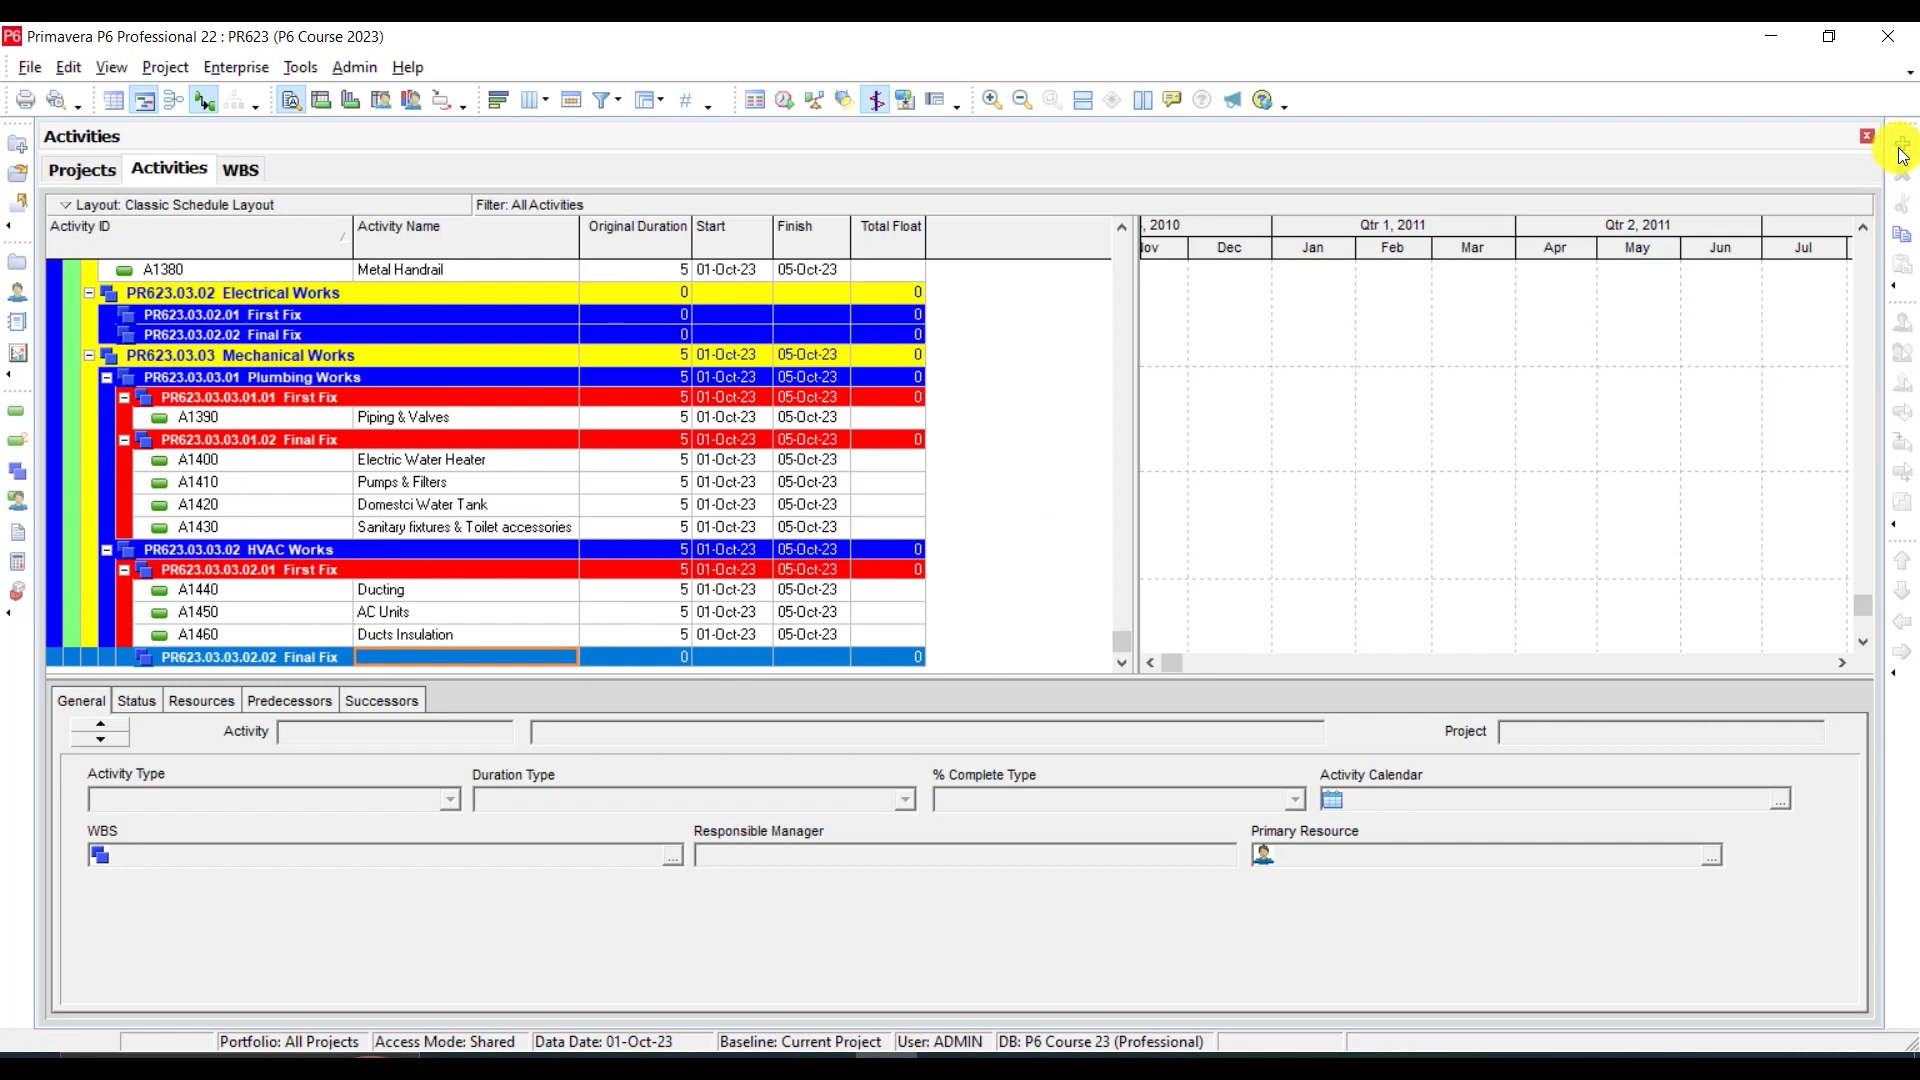 P6 Primavera P6 Professional 22 : PR623 (P6 Course 2023)
File Edit View Project Enterprise Tools Admin Help
Activities
Projects Activities WBS
Layout: Classic Schedule Layout Filter: All Activities
Activity ID Activity Name Original Duration Start Finish Total Float , 2010 Qtr 1, 2011 Qtr 2, 2011
lov Dec Jan Feb Mar Apr May Jun Jul
A1380 Metal Handrail 5 01-Oct-23 05-Oct-23
PR623.03.02 Electrical Works 0 0
PR623.03.02.01 First Fix 0 0
PR623.03.02.02 Final Fix 0 0
PR623.03.03 Mechanical Works 5 01-Oct-23 05-Oct-23 0
PR623.03.03.01 Plumbing Works 5 01-Oct-23 05-Oct-23 0
PR623.03.03.01.01 First Fix 5 01-Oct-23 05-Oct-23 0
A1390 Piping & Valves 5 01-Oct-23 05-Oct-23
PR623.03.03.01.02 Final Fix 5 01-Oct-23 05-Oct-23 0
A1400 Electric Water Heater 5 01-Oct-23 05-Oct-23
A1410 Pumps & Filters 5 01-Oct-23 05-Oct-23
A1420 Domestci Water Tank 5 01-Oct-23 05-Oct-23
A1430 Sanitary fixtures & Toilet accessories 5 01-Oct-23 05-Oct-23
PR623.03.03.02 HVAC Works 5 01-Oct-23 05-Oct-23 0
PR623.03.03.02.01 First Fix 5 01-Oct-23 05-Oct-23 0
A1440 Ducting 5 01-Oct-23 05-Oct-23
A1450 AC Units 5 01-Oct-23 05-Oct-23
A1460 Ducts Insulation 5 01-Oct-23 05-Oct-23
PR623.03.03.02.02 Final Fix 0 0
General Status Resources Predecessors Successors
Activity Project
Activity Type Duration Type % Complete Type Activity Calendar
WBS Responsible Manager Primary Resource
Portfolio: All Projects Access Mode: Shared Data Date: 01-Oct-23 Baseline: Current Project User: ADMIN DB: P6 Course 23 (Professional)